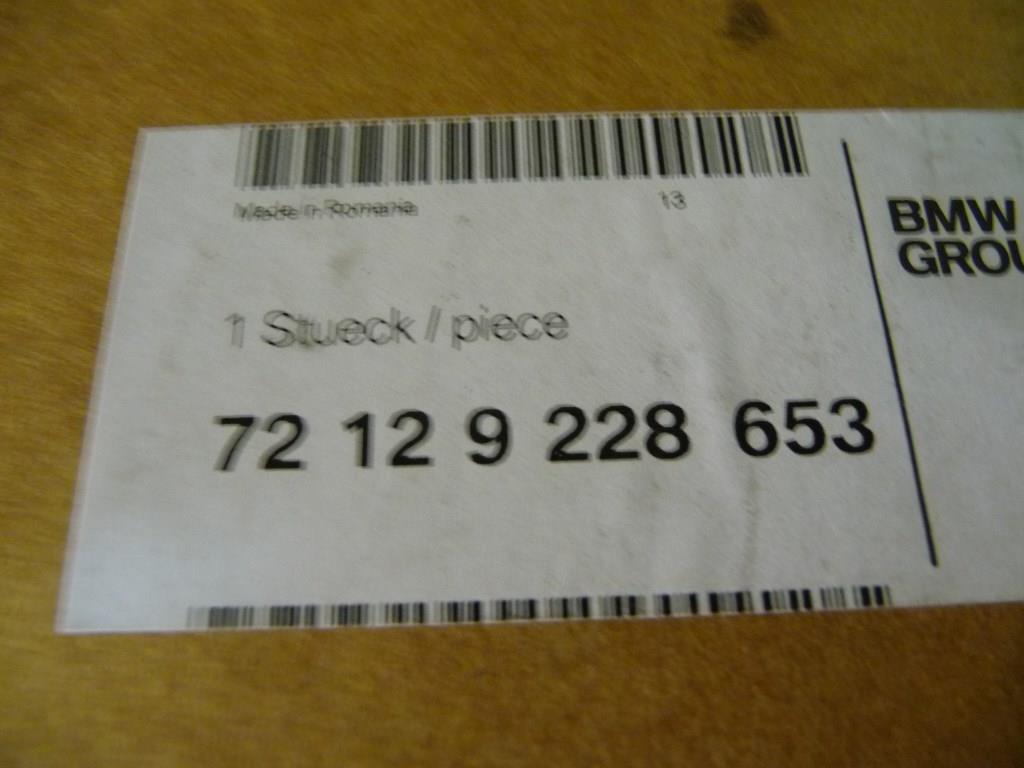 Made in Romania 13
1 Stueck / piece
72 12 9 228 653
BMW
GROU